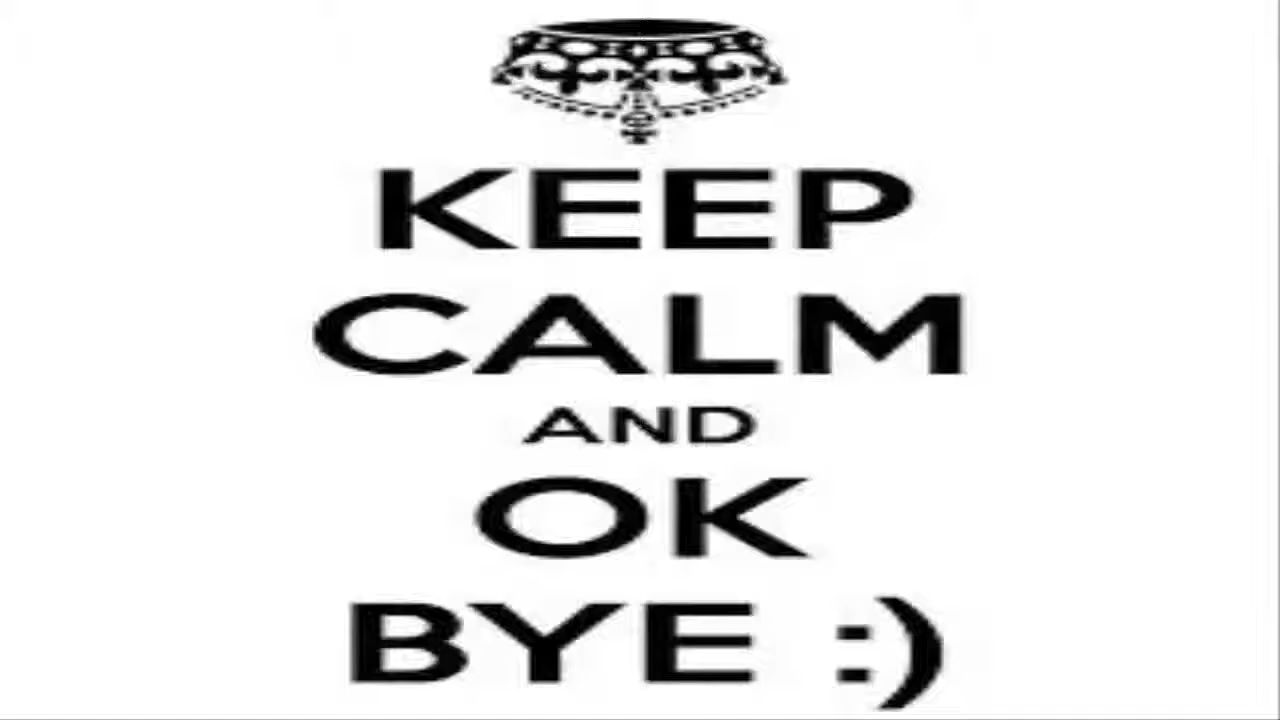 KEEP
CALM
AND
OK
BYE :)